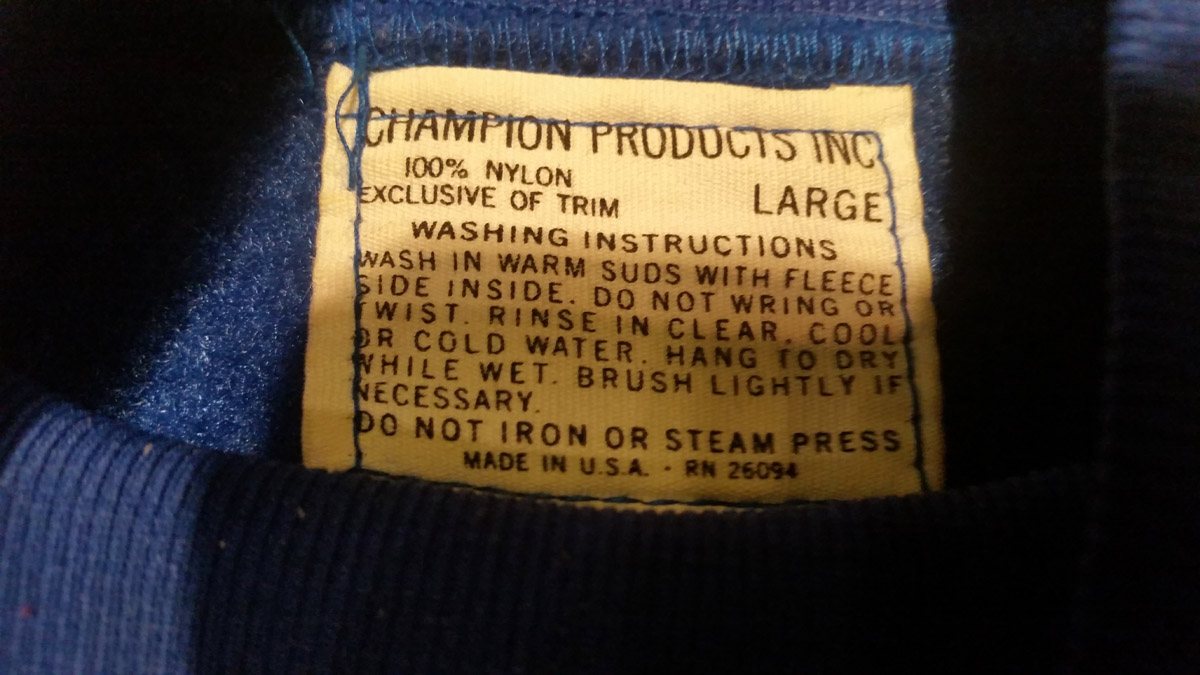 CHAMPION PRODUCTS INC
100% NYLON
EXCLUSIVE OF TRIM
LARGE
WASHING INSTRUCTIONS
WASH IN WARM SUDS WITH FLEECE
SIDE INSIDE. DO NOT WRING OR
TWIST. RINSE IN CLEAR, COOL
OR COLD WATER. HANG TO DRY
WHILE WET. BRUSH LIGHTLY IF
NECESSARY.
DO NOT IRON OR STEAM PRESS
MADE IN U.S.A. · RN 26094